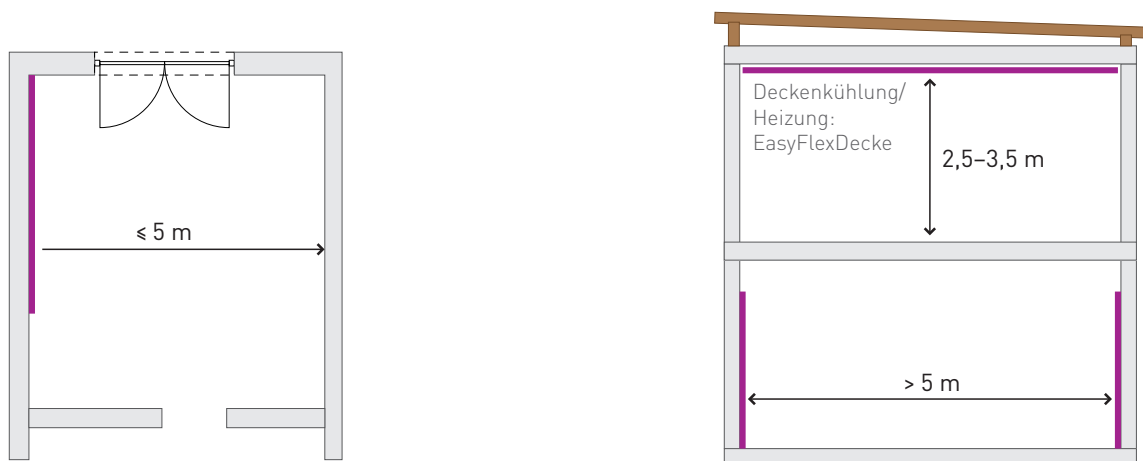 ≤ 5 m
Deckenkühlung/
Heizung:
EasyFlexDecke
2,5–3,5 m
> 5 m